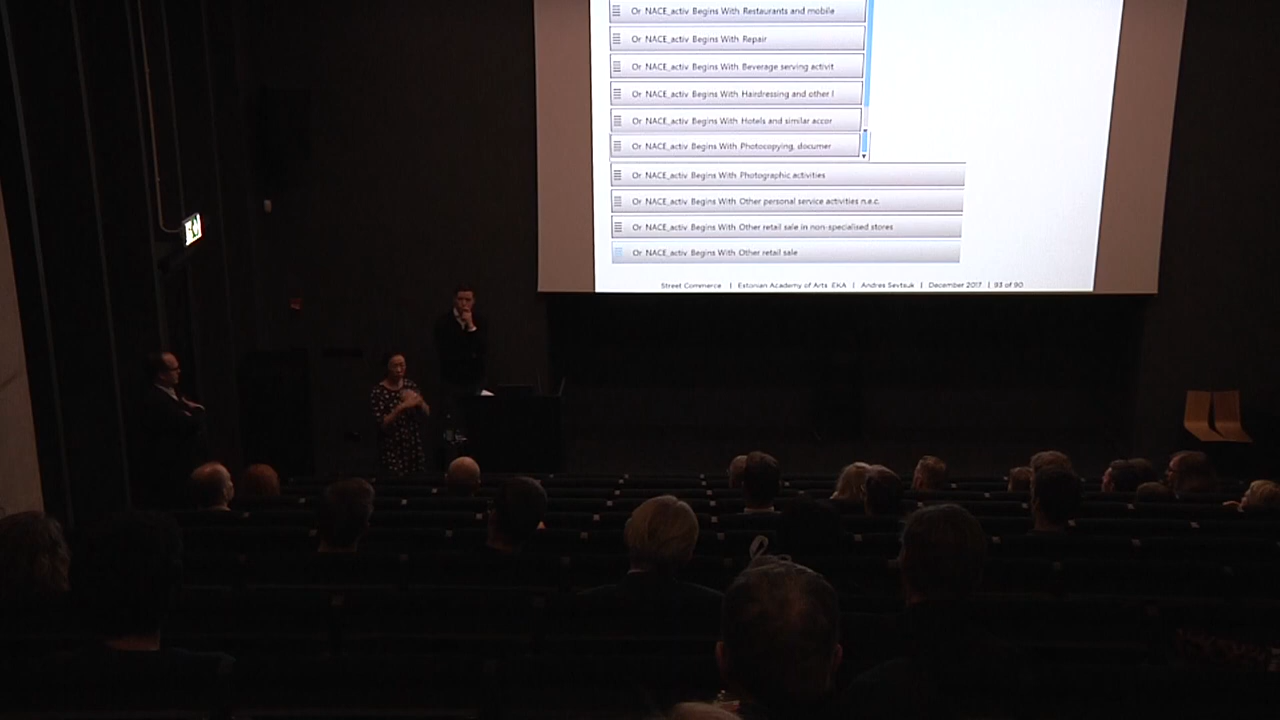 Or NACE_activ Begins With Restaurants and mobile
Or NACE_activ Begins With Repair
Or NACE_activ Begins With Beverage serving activit
Or NACE_activ Begins With Hairdressing and other l
Or NACE_activ Begins With Hotels and similar accor
Or NACE_activ Begins With Photocopying, documer
Or NACE_activ Begins With Photographic activities
Or NACE_activ Begins With Other personal service activities n.e.c.
Or NACE_activ Begins With Other retail sale in non-specialised stores
Or NACE_activ Begins With Other retail sale
Street Commerce | Estonian Academy of Arts EKA | Andres Sevtsuk | December 2017 | 93 of 90